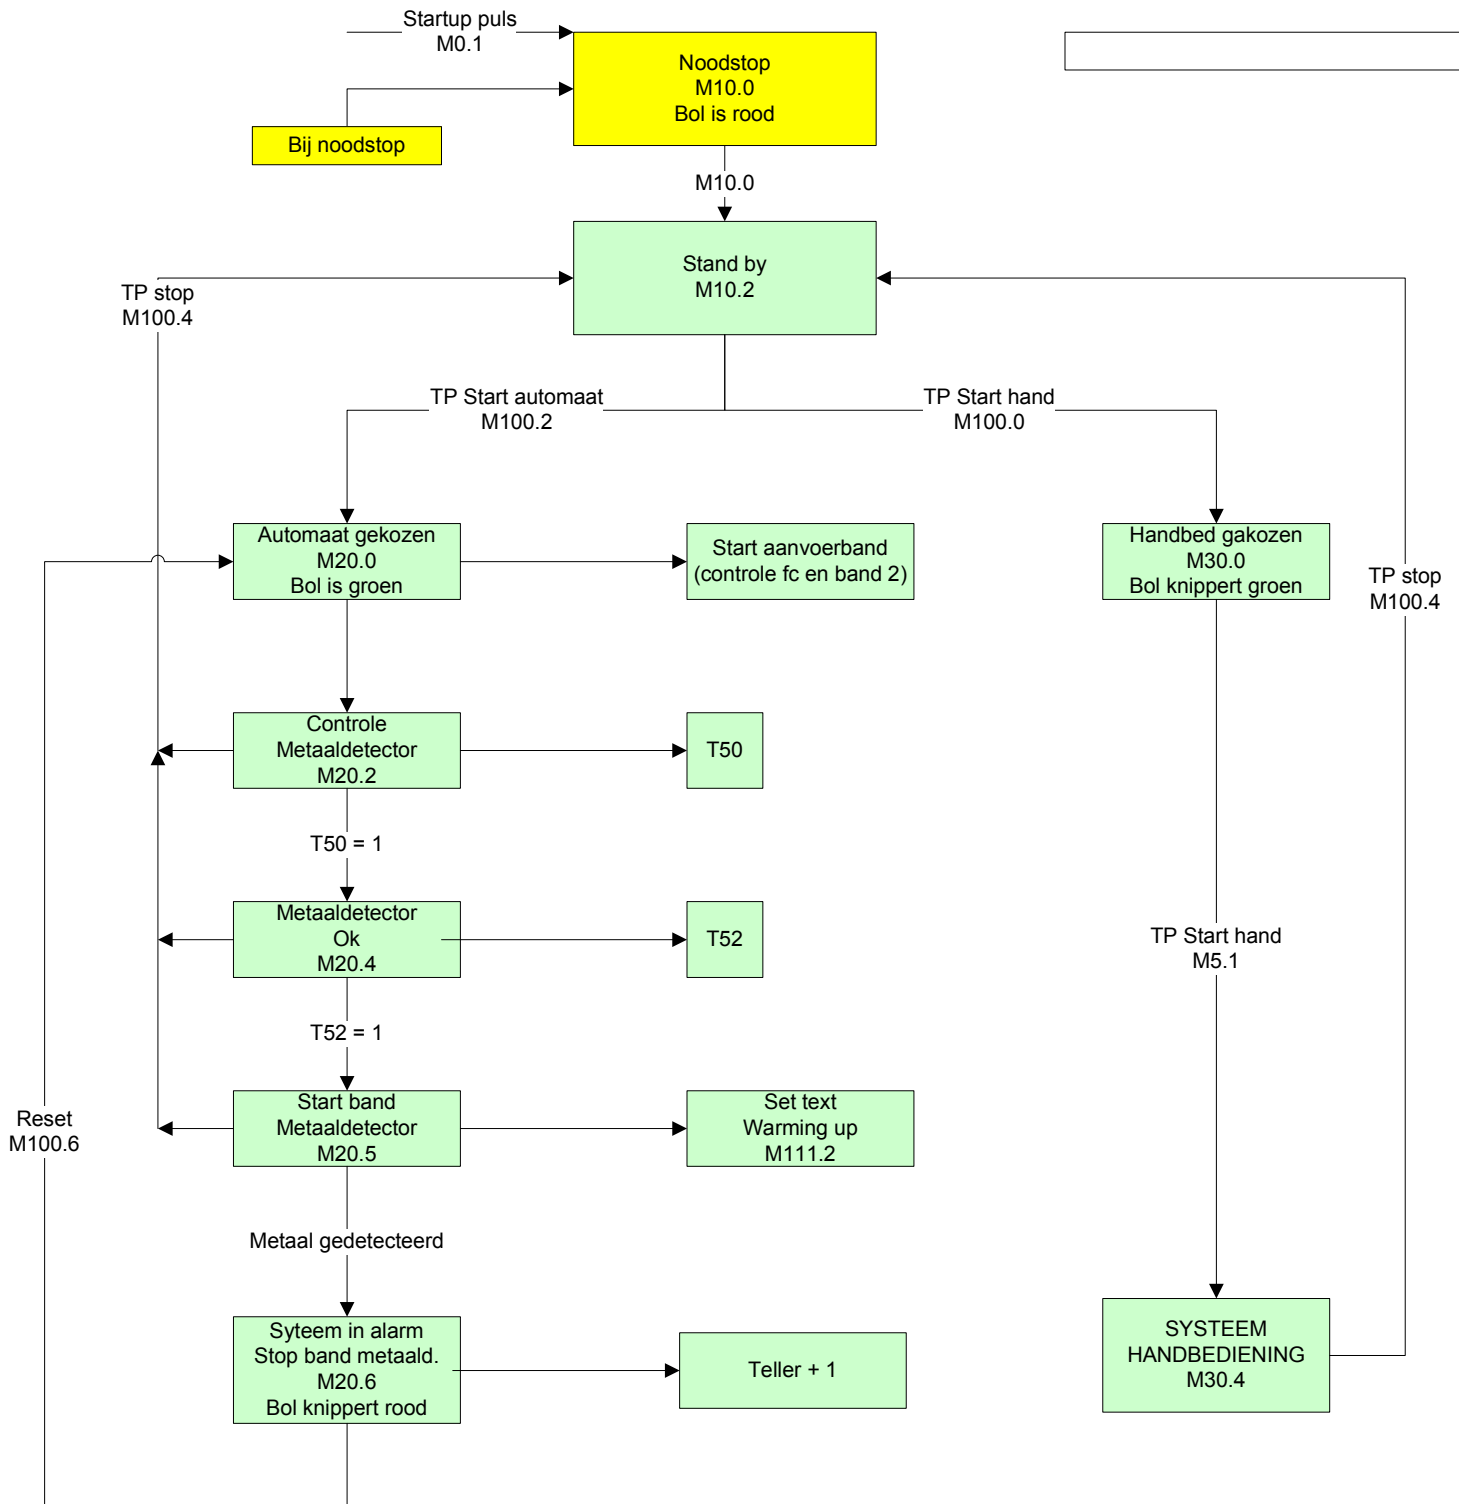 Startup puls
M0.1
Noodstop
M10.0
Bol is rood
Bij noodstop
M10.0
Stand by
M10.2
TP stop
M100.4
TP Start automaat
M100.2
TP Start hand
M100.0
Automaat gekozen
M20.0
Bol is groen
Start aanvoerband
(controle fc en band 2)
Handbed gakozen
M30.0
Bol knippert groen
TP stop
M100.4
Controle
Metaaldetector
M20.2
T50
T50 = 1
Metaaldetector
Ok
M20.4
T52
TP Start hand
M5.1
T52 = 1
Start band
Metaaldetector
M20.5
Set text
Warming up
M111.2
Reset
M100.6
Metaal gedetecteerd
Syteem in alarm
Stop band metaald.
M20.6
Bol knippert rood
Teller + 1
SYSTEEM
HANDBEDIENING
M30.4